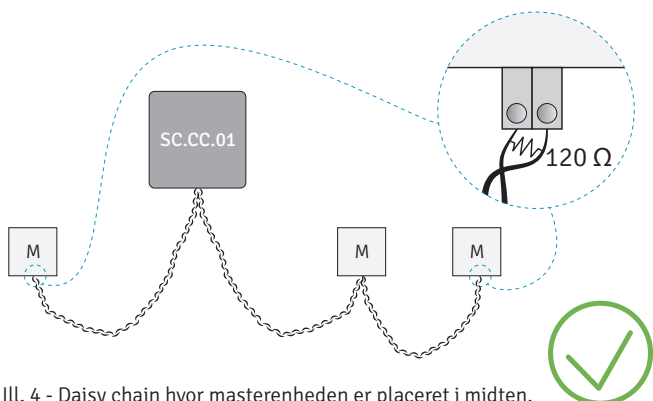 SC.CC.01
120 Ω
M
M
M
Ill. 4 - Daisy chain hvor masterenheden er placeret i midten.